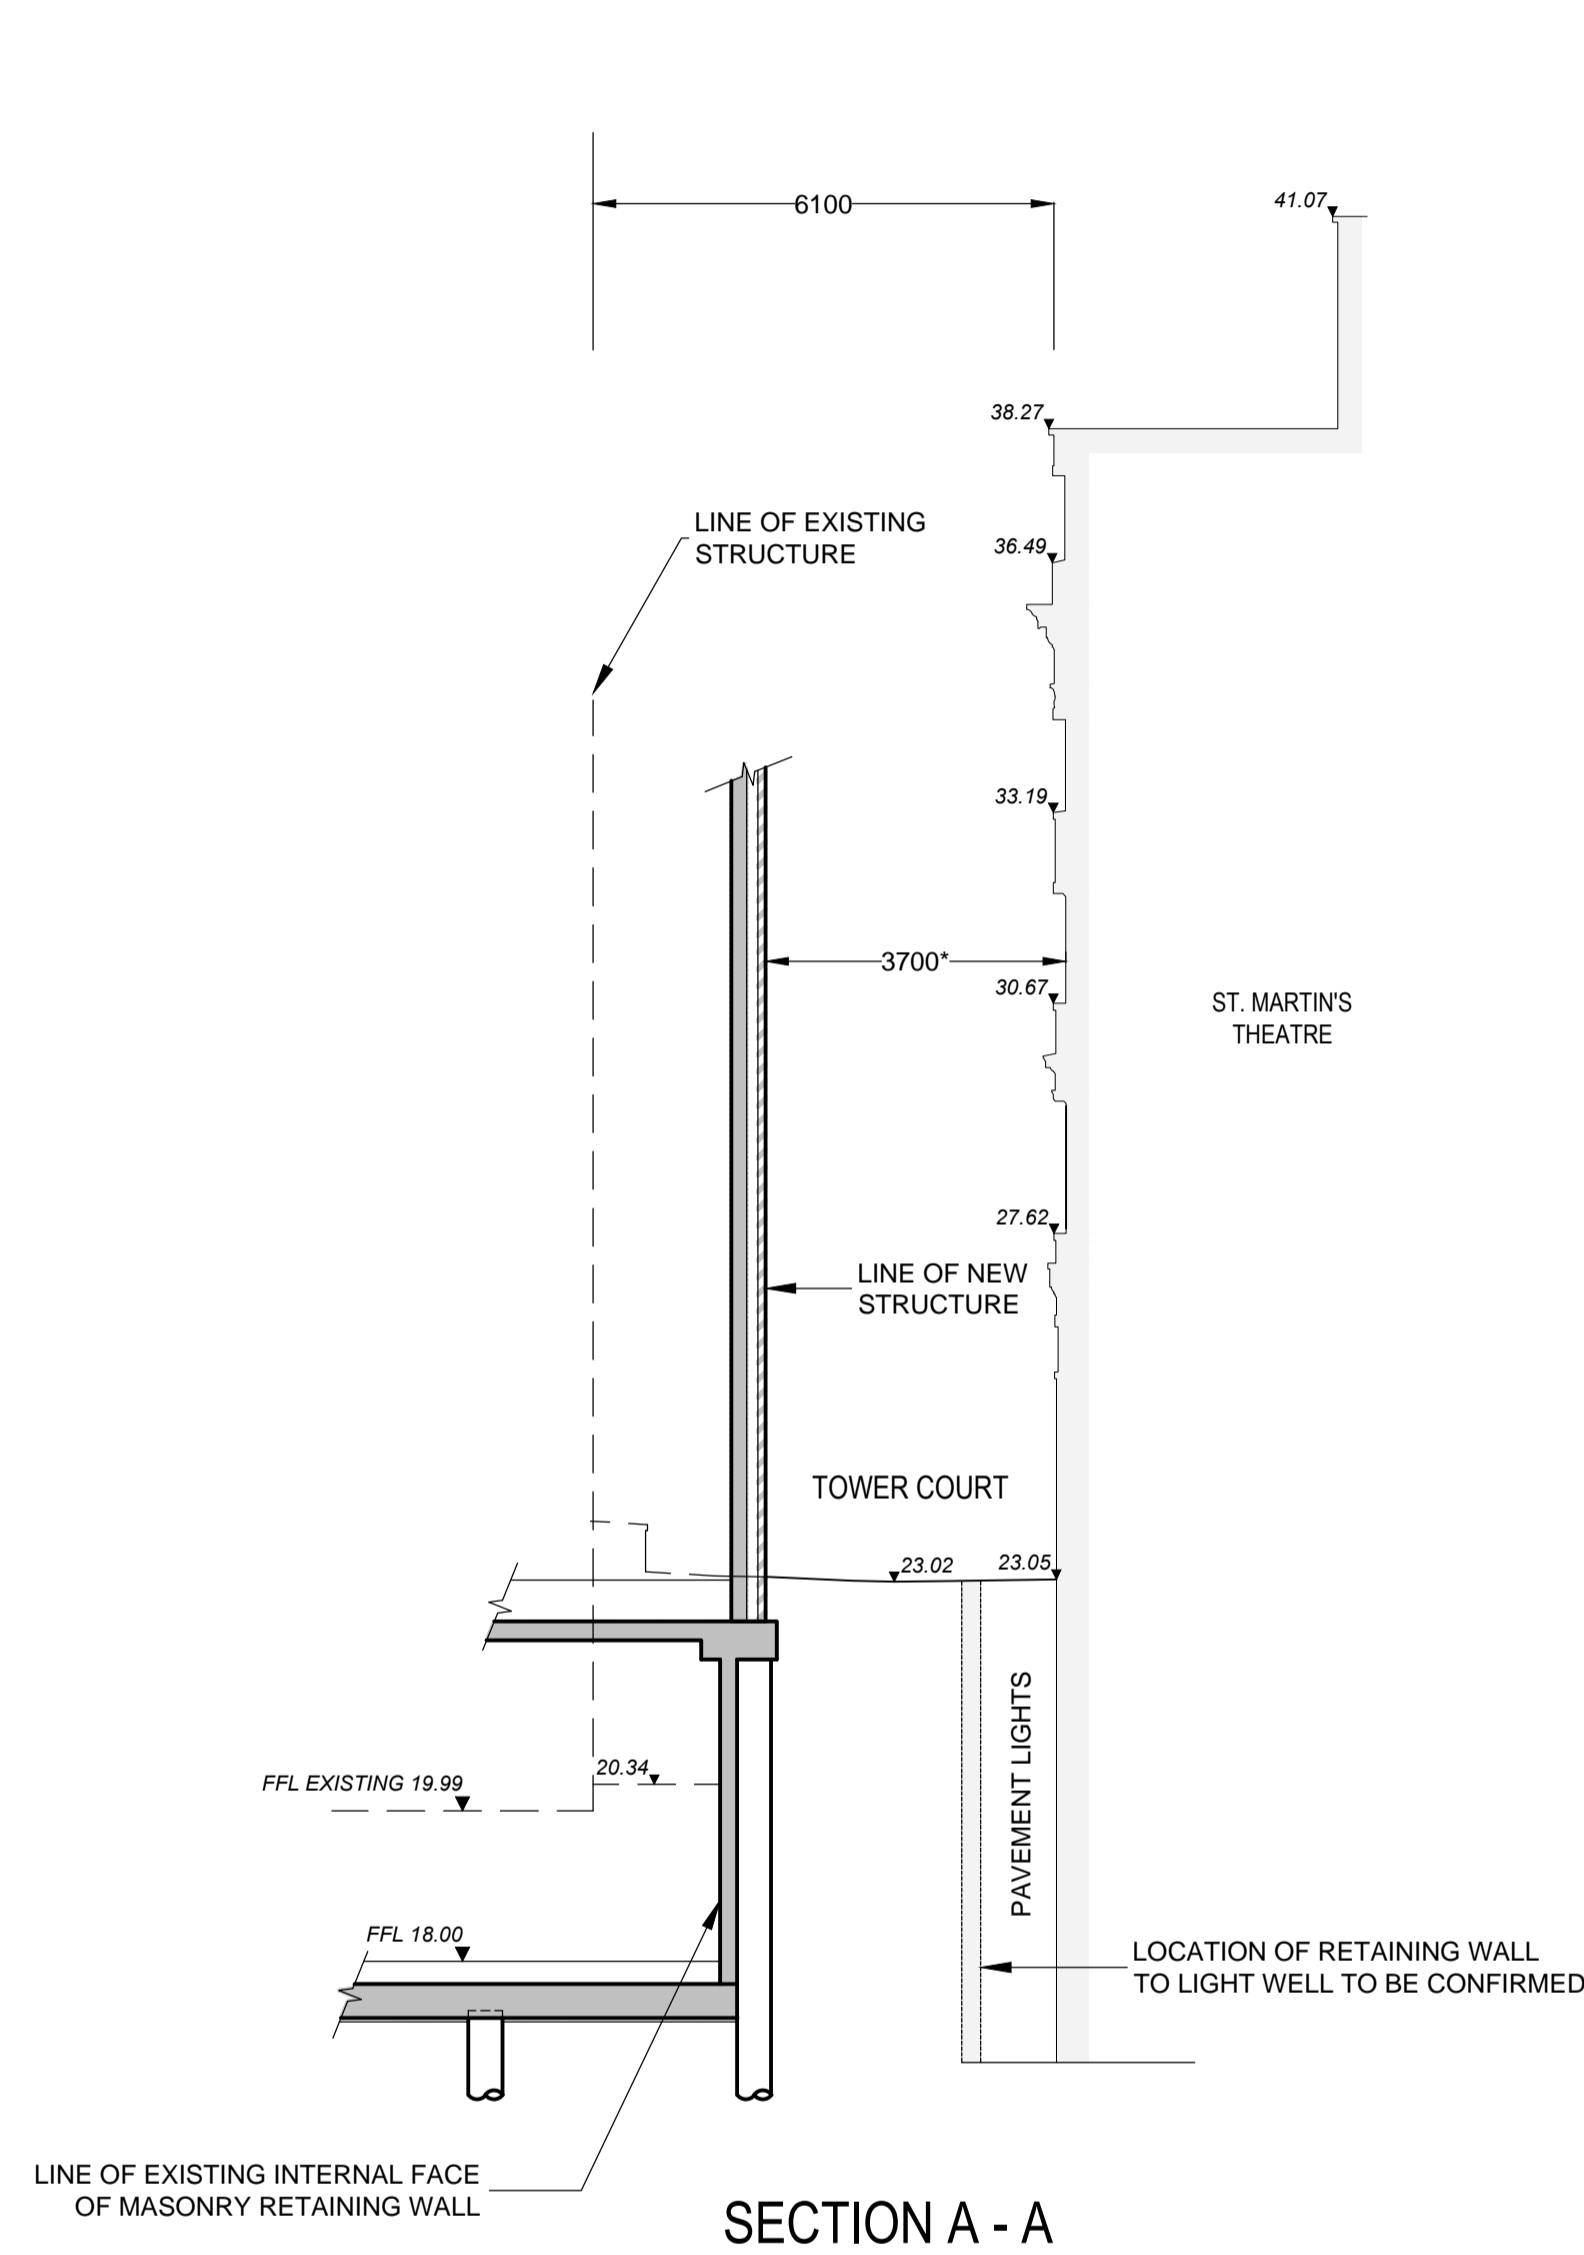 41.07
6100
38.27
LINE OF EXISTING
STRUCTURE
36.49
33.19
3700*
30.67
ST. MARTIN'S
THEATRE
27.62
LINE OF NEW
STRUCTURE
TOWER COURT
23.02
23.05
PAVEMENT LIGHTS
20.34
FFL EXISTING 19.99
FFL 18.00
LOCATION OF RETAINING WALL
TO LIGHT WELL TO BE CONFIRMED
LINE OF EXISTING INTERNAL FACE
OF MASONRY RETAINING WALL
SECTION A - A